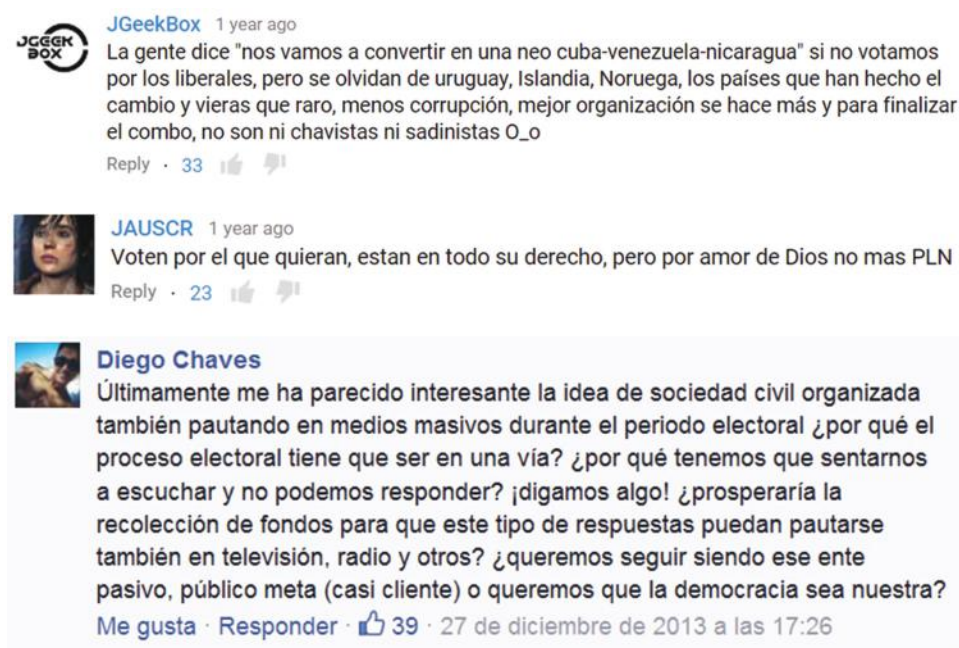 JGEEK
BOX
JGeekBox 1 year ago
La gente dice "nos vamos a convertir en una neo cuba-venezuela-nicaragua" si no votamos
por los liberales, pero se olvidan de uruguay, Islandia, Noruega, los países que han hecho el
cambio y vieras que raro, menos corrupción, mejor organización se hace más y para finalizar
el combo, no son ni chavistas ni sadinistas O_o
Reply · 33
JAUSCR 1 year ago
Voten por el que quieran, estan en todo su derecho, pero por amor de Dios no mas PLN
Reply · 23
Diego Chaves
Últimamente me ha parecido interesante la idea de sociedad civil organizada
también pautando en medios masivos durante el periodo electoral ¿por qué el
proceso electoral tiene que ser en una vía? ¿por qué tenemos que sentarnos
a escuchar y no podemos responder? ¡digamos algo! ¿prosperaría la
recolección de fondos para que este tipo de respuestas puedan pautarse
también en televisión, radio y otros? ¿queremos seguir siendo ese ente
pasivo, público meta (casi cliente) o queremos que la democracia sea nuestra?
Me gusta · Responder · 39 · 27 de diciembre de 2013 a las 17:26